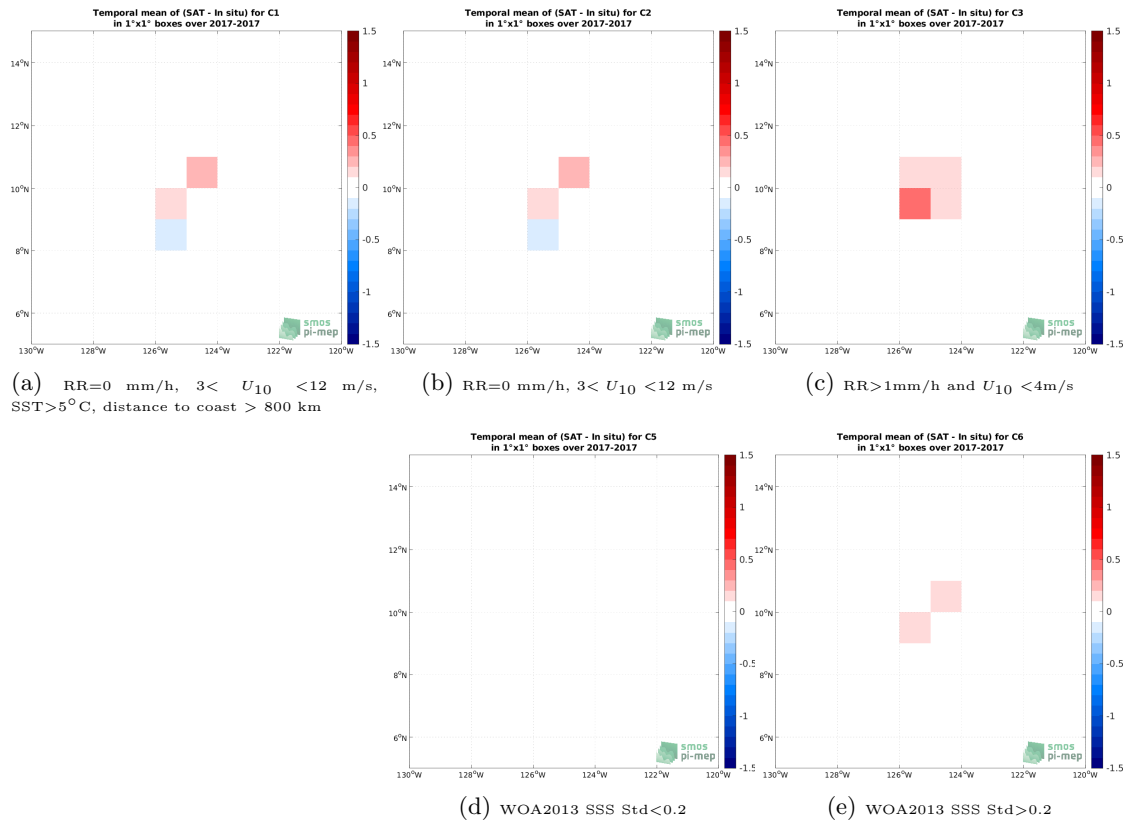 Temporal mean of (SAT - In situ) for C1
in 1°x1° boxes over 2017-2017
14°N
12°N
10°N
8°N
6°N
130°W 128°W 126°W 124°W 122°W 120°W
1.5
1
0.5
0
-0.5
-1
-1.5
smos
pi-mep
(a) RR=0 mm/h, 3< U10 <12 m/s,
SST>5°C, distance to coast > 800 km
Temporal mean of (SAT - In situ) for C2
in 1°x1° boxes over 2017-2017
14°N
12°N
10°N
8°N
6°N
130°W 128°W 126°W 124°W 122°W 120°W
1.5
1
0.5
0
-0.5
-1
-1.5
smos
pi-mep
(b) RR=0 mm/h, 3< U10 <12 m/s
Temporal mean of (SAT - In situ) for C3
in 1°x1° boxes over 2017-2017
14°N
12°N
10°N
8°N
6°N
130°W 128°W 126°W 124°W 122°W 120°W
1.5
1
0.5
0
-0.5
-1
-1.5
smos
pi-mep
(c) RR>1mm/h and U10 <4m/s
Temporal mean of (SAT - In situ) for C5
in 1°x1° boxes over 2017-2017
14°N
12°N
10°N
8°N
6°N
130°W 128°W 126°W 124°W 122°W 120°W
1.5
1
0.5
0
-0.5
-1
-1.5
smos
pi-mep
(d) WOA2013 SSS Std<0.2
Temporal mean of (SAT - In situ) for C6
in 1°x1° boxes over 2017-2017
14°N
12°N
10°N
8°N
6°N
130°W 128°W 126°W 124°W 122°W 120°W
1.5
1
0.5
0
-0.5
-1
-1.5
smos
pi-mep
(e) WOA2013 SSS Std>0.2